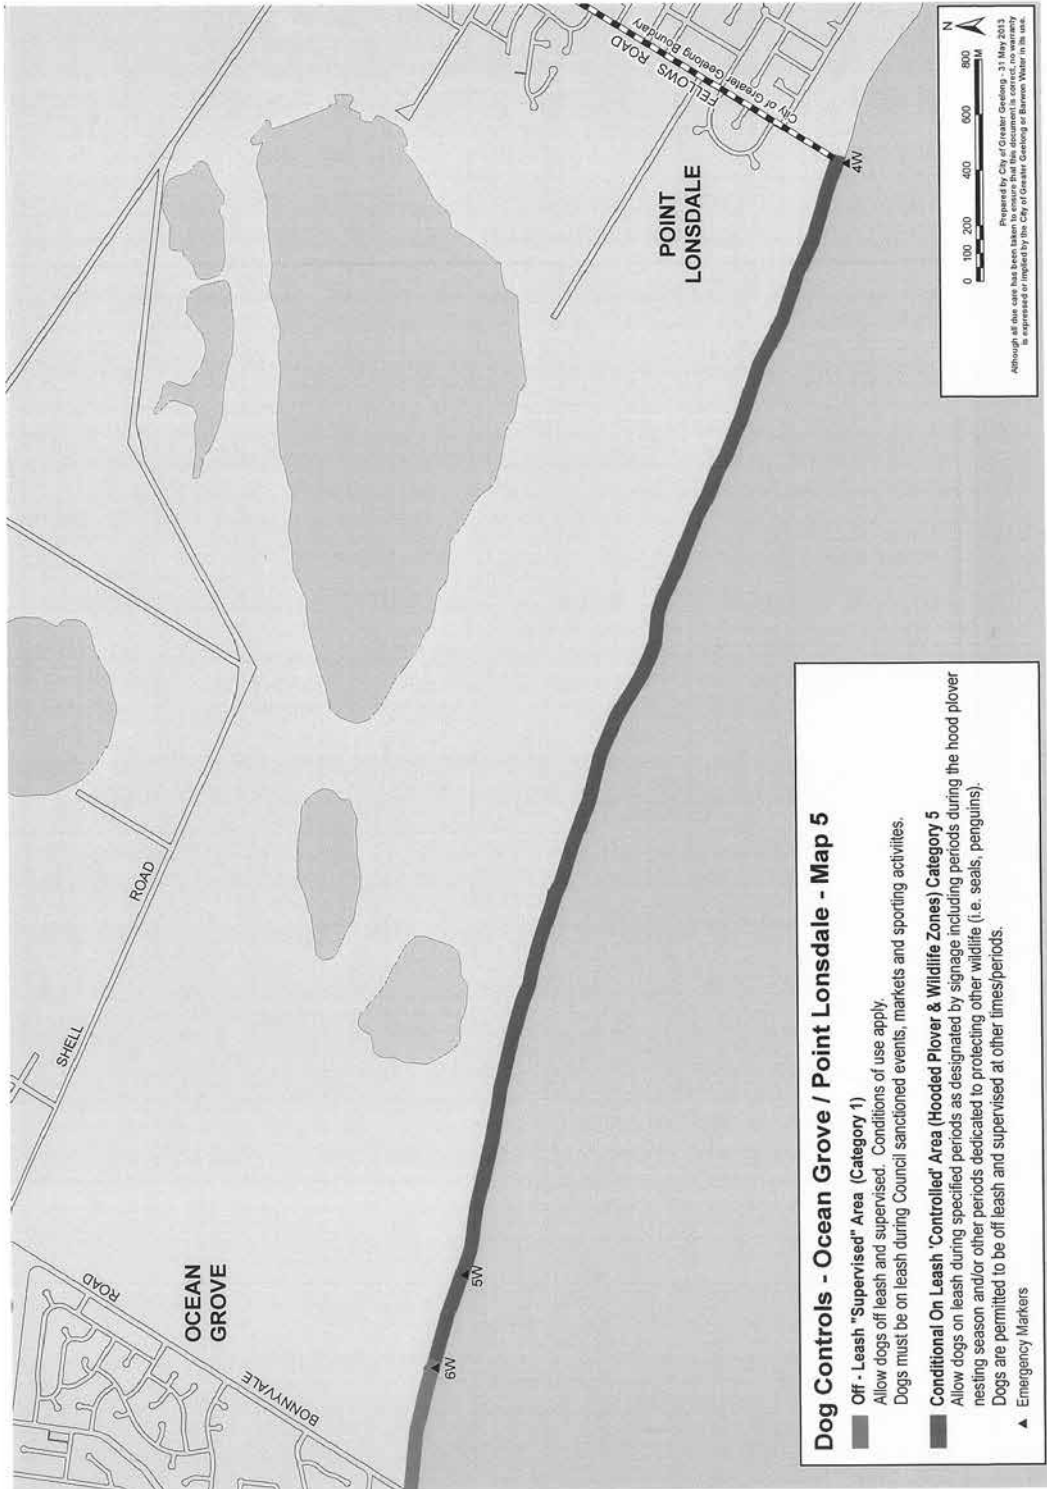 SHELL
ROAD
OCEAN
GROVE
BONNYVALE
ROAD
6W
5W
POINT
LONSDALE
FELLOWS ROAD
City of Greater Geelong Boundary
4W
Dog Controls - Ocean Grove / Point Lonsdale - Map 5
Off - Leash "Supervised" Area (Category 1)
Allow dogs off leash and supervised. Conditions of use apply.
Dogs must be on leash during Council sanctioned events, markets and sporting activiites.
Conditional On Leash 'Controlled' Area (Hooded Plover & Wildlife Zones) Category 5
Allow dogs on leash during specified periods as designated by signage including periods during the hood plover
nesting season and/or other periods dedicated to protecting other wildlife (i.e. seals, penguins).
Dogs are permitted to be off leash and supervised at other times/periods.
Emergency Markers
N
0 100 200 400 600 800
M
Prepared by City of Greater Geelong - 31 May 2013
Although all due care has been taken to ensure that this document is correct, no warranty
is expressed or implied by the City of Greater Geelong or Barwon Water in its use.